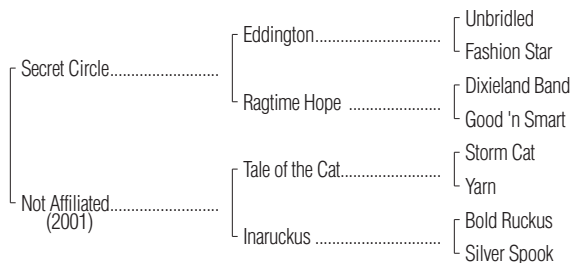 Unbridled
Eddington
Fashion Star
Secret Circle
Dixieland Band
Ragtime Hope
Good 'n Smart
Storm Cat
Tale of the Cat
Yarn
Not Affiliated
(2001)
Bold Ruckus
Inaruckus
Silver Spook